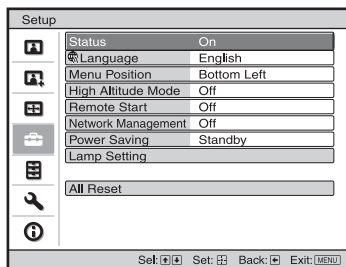 Setup
Status On
Language English
Menu Position Bottom Left
High Altitude Mode Off
Remote Start Off
Network Management Off
Power Saving Standby
Lamp Setting
All Reset
Sel: Set: Back: Exit: MENU